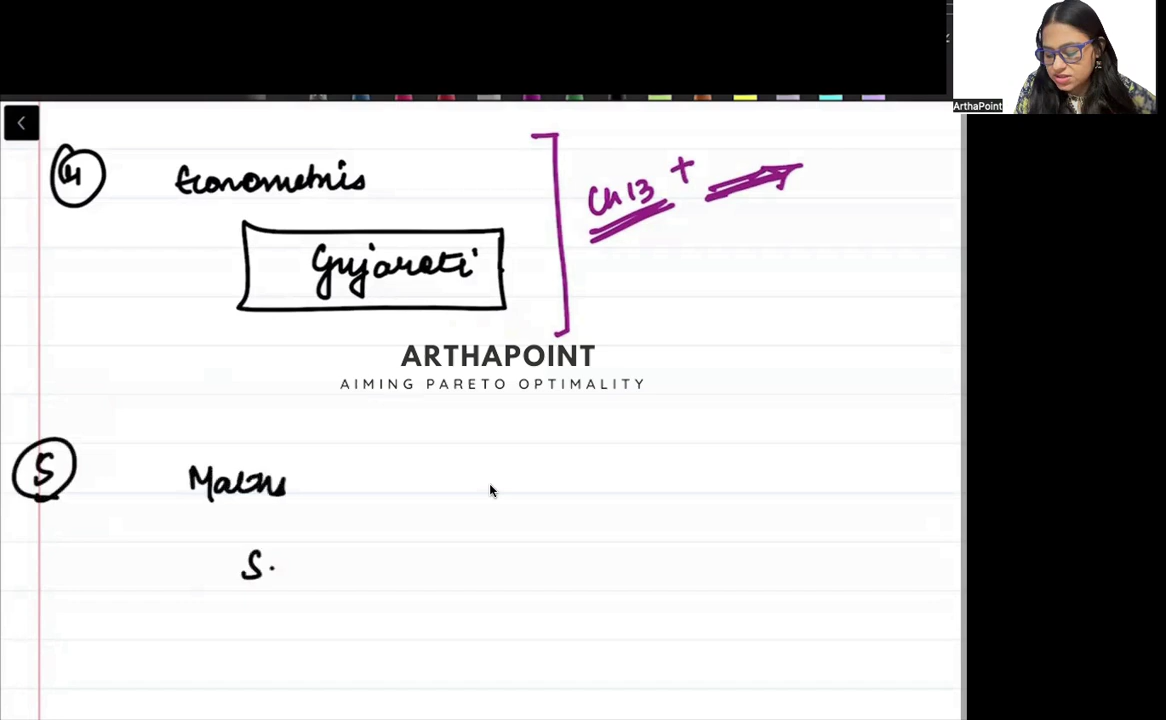 ArthaPoint
4 Econometrics
Ch 13 +
Gujarati
ARTHAPOINT
AIMING PARETO OPTIMALITY
5 Maths
S.